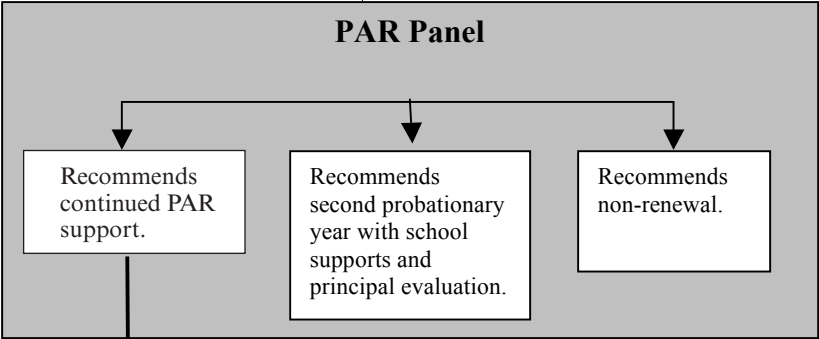 PAR Panel
Recommends
continued PAR
support.
Recommends
second probationary
year with school
supports and
principal evaluation.
Recommends
non-renewal.